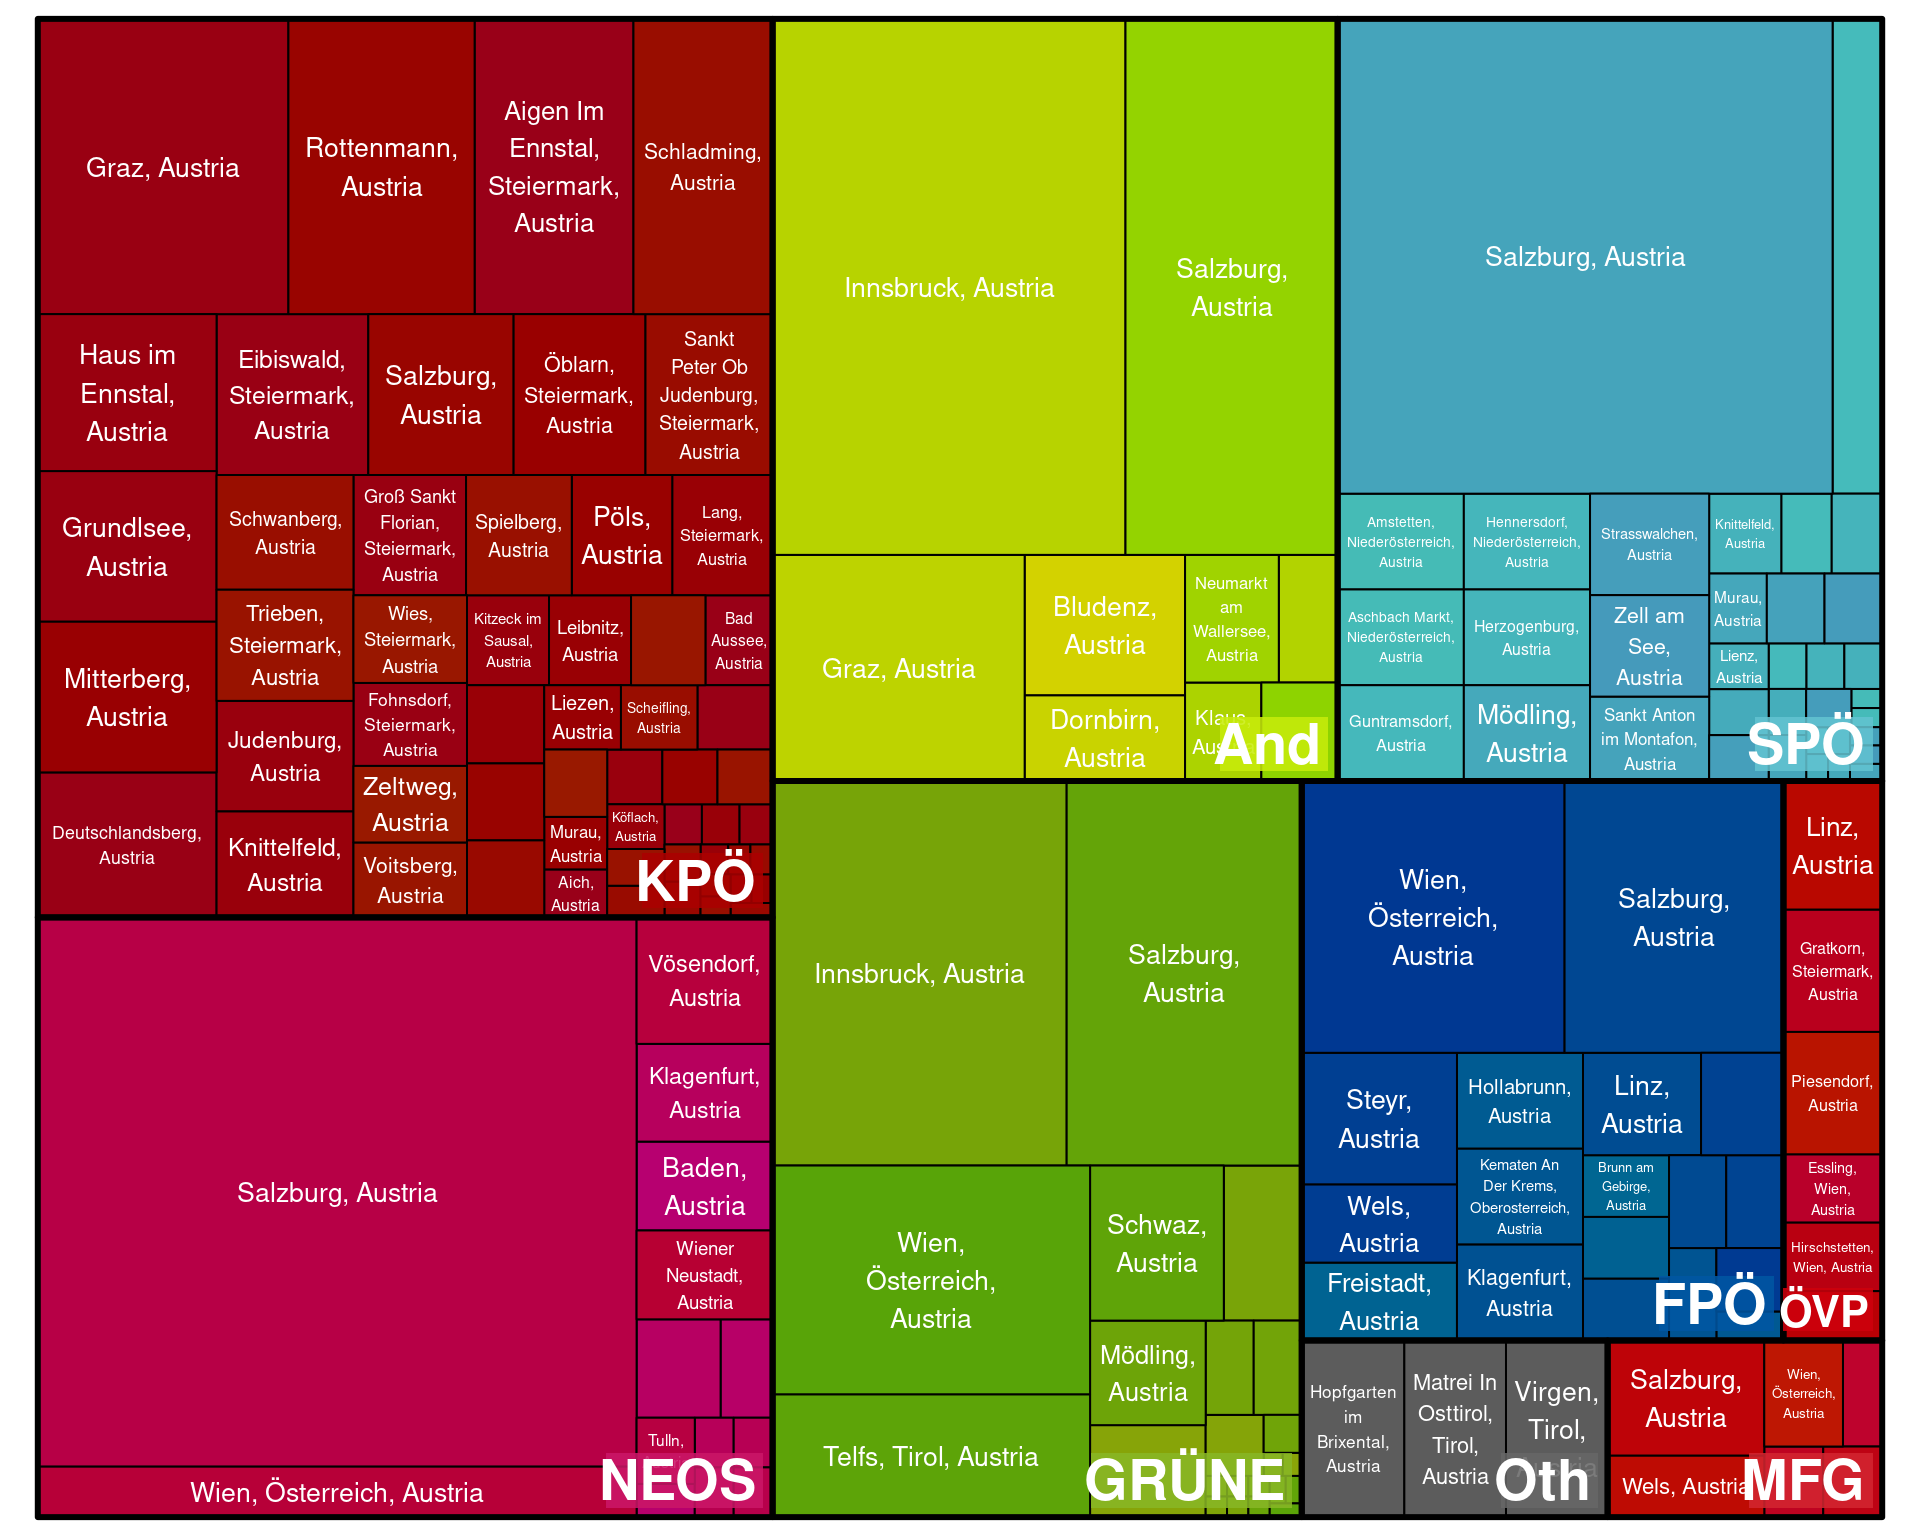 Graz, Austria
Rottenmann,
Austria
Aigen Im
Ennstal,
Steiermark,
Austria
Schladming,
Austria
Haus im
Ennstal,
Austria
Eibiswald,
Steiermark,
Austria
Salzburg,
Austria
Öblarn,
Steiermark,
Austria
Sankt
Peter Ob
Judenburg,
Steiermark,
Austria
Grundlsee,
Austria
Schwanberg,
Austria
Groß Sankt
Florian,
Steiermark,
Austria
Spielberg,
Austria
Pöls,
Austria
Lang,
Steiermark,
Austria
Mitterberg,
Austria
Trieben,
Steiermark,
Austria
Wies,
Steiermark,
Austria
Kitzeck im
Sausal,
Austria
Leibnitz,
Austria
Bad
Aussee,
Austria
Judenburg,
Austria
Fohnsdorf,
Steiermark,
Austria
Liezen,
Austria
Scheifling,
Austria
Deutschlandsberg,
Austria
Knittelfeld,
Austria
Zeltweg,
Austria
Voitsberg,
Austria
Murau,
Austria
Aich,
Austria
Köflach,
Austria
KPÖ
Salzburg, Austria
Vösendorf,
Austria
Klagenfurt,
Austria
Baden,
Austria
Wiener
Neustadt,
Austria
Tulln,
Wien, Österreich, Austria
NEOS
Innsbruck, Austria
Salzburg,
Austria
Graz, Austria
Bludenz,
Austria
Dornbirn,
Austria
Neumarkt
am
Wallersee,
Austria
Klaus,
And
Salzburg, Austria
Amstetten,
Niederösterreich,
Austria
Hennersdorf,
Niederösterreich,
Austria
Strasswalchen,
Austria
Knittelfeld,
Austria
Aschbach Markt,
Niederösterreich,
Austria
Herzogenburg,
Austria
Zell am
See,
Austria
Murau,
Austria
Lienz,
Austria
Guntramsdorf,
Austria
Mödling,
Austria
Sankt Anton
im Montafon,
Austria
SPÖ
Innsbruck, Austria
Salzburg,
Austria
Wien,
Österreich,
Austria
Schwaz,
Austria
Mödling,
Austria
Telfs, Tirol, Austria
GRÜNE
Wien,
Österreich,
Austria
Salzburg,
Austria
Steyr,
Austria
Hollabrunn,
Austria
Linz,
Austria
Wels,
Austria
Kematen An
Der Krems,
Oberosterreich,
Austria
Brunn am
Gebirge,
Austria
Freistadt,
Austria
Klagenfurt,
Austria
FPÖ
Linz,
Austria
Gratkorn,
Steiermark,
Austria
Piesendorf,
Austria
Essling,
Wien,
Austria
Hirschstetten,
Wien, Austria
ÖVP
Hopfgarten
im
Brixental,
Austria
Matrei In
Osttirol,
Tirol,
Austria
Virgen,
Tirol,
Austria
Oth
Salzburg,
Austria
Wien,
Österreich,
Austria
Wels, Austria
MFG